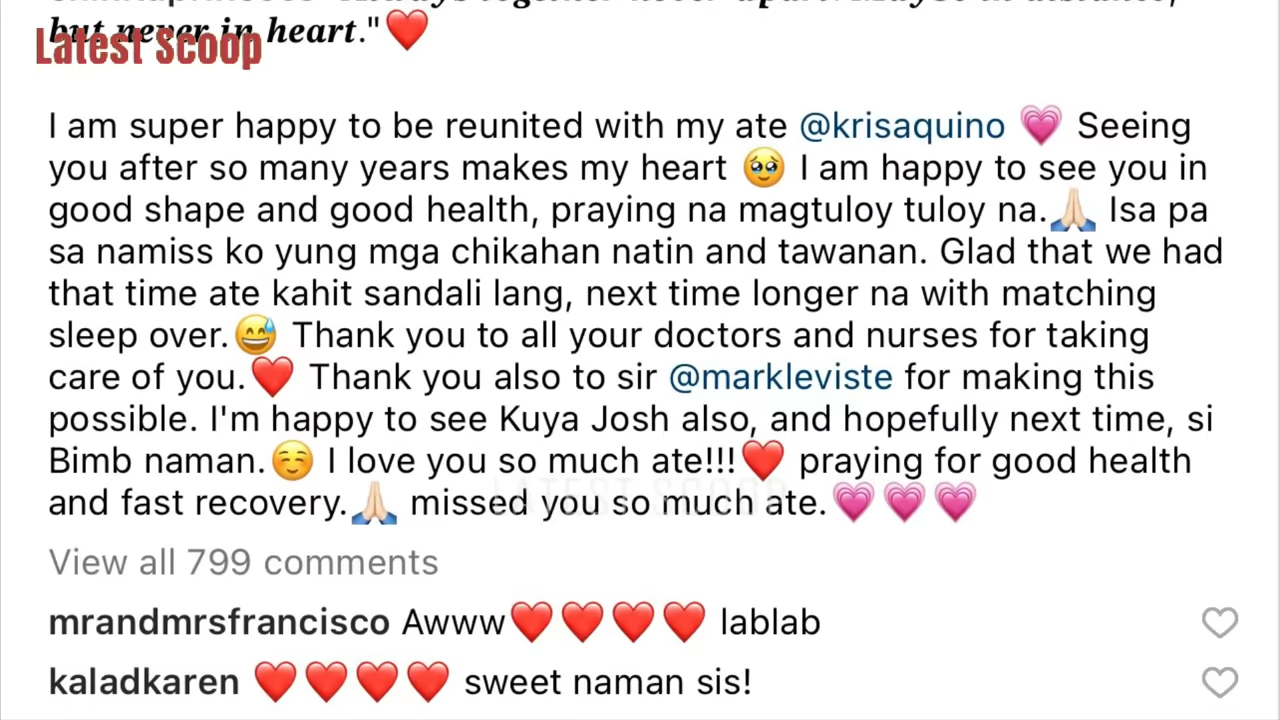 never apart. Maybe in distance,
but never in heart."❤️
Latest Scoop
I am super happy to be reunited with my ate @krisaquino 💗 Seeing
you after so many years makes my heart 🥹 I am happy to see you in
good shape and good health, praying na magtuloy tuloy na.🙏🏻 Isa pa
sa namiss ko yung mga chikahan natin and tawanan. Glad that we had
that time ate kahit sandali lang, next time longer na with matching
sleep over.😅 Thank you to all your doctors and nurses for taking
care of you.❤️ Thank you also to sir @markleviste for making this
possible. I'm happy to see Kuya Josh also, and hopefully next time, si
Bimb naman.☺️ I love you so much ate!!!❤️ praying for good health
and fast recovery.🙏🏻 missed you so much ate.💗💗💗
LATEST SCOOP
View all 799 comments
mrandmrsfrancisco Awww❤️❤️❤️❤️ lablab
kaladkaren ❤️❤️❤️❤️ sweet naman sis!